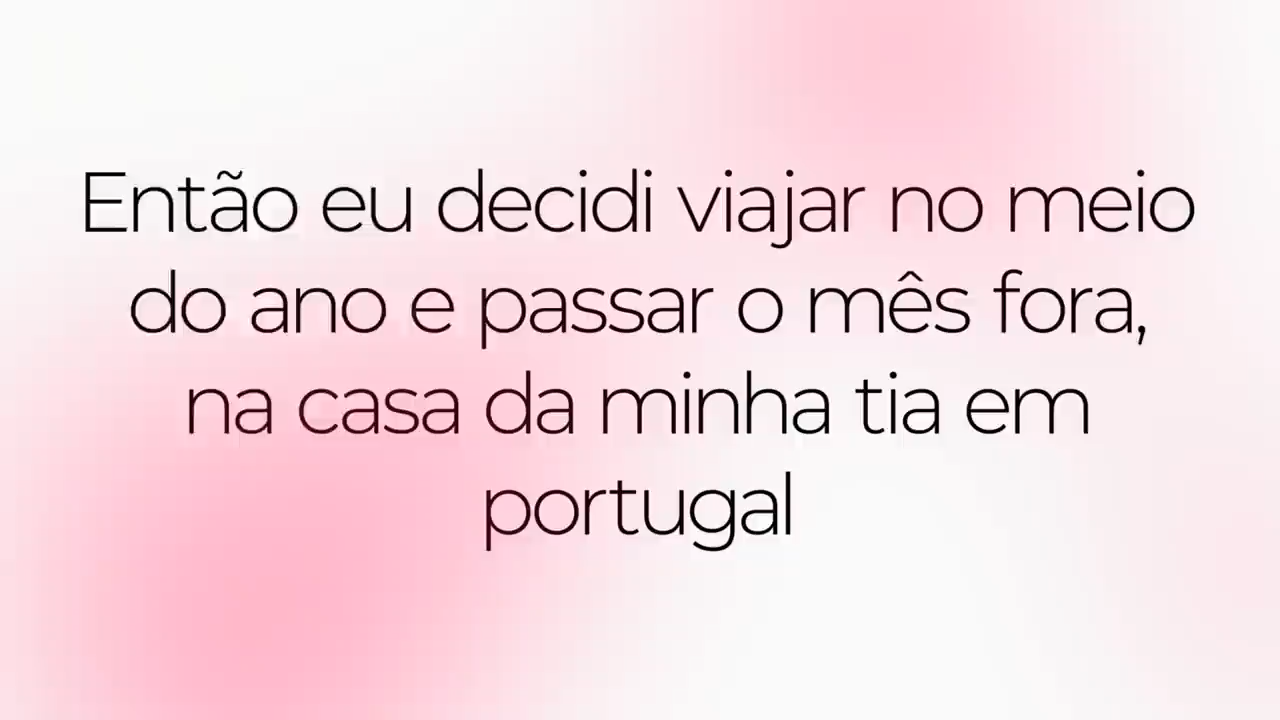 Então eu decidi viajar no meio
do ano e passar o mês fora,
na casa da minha tia em
portugal